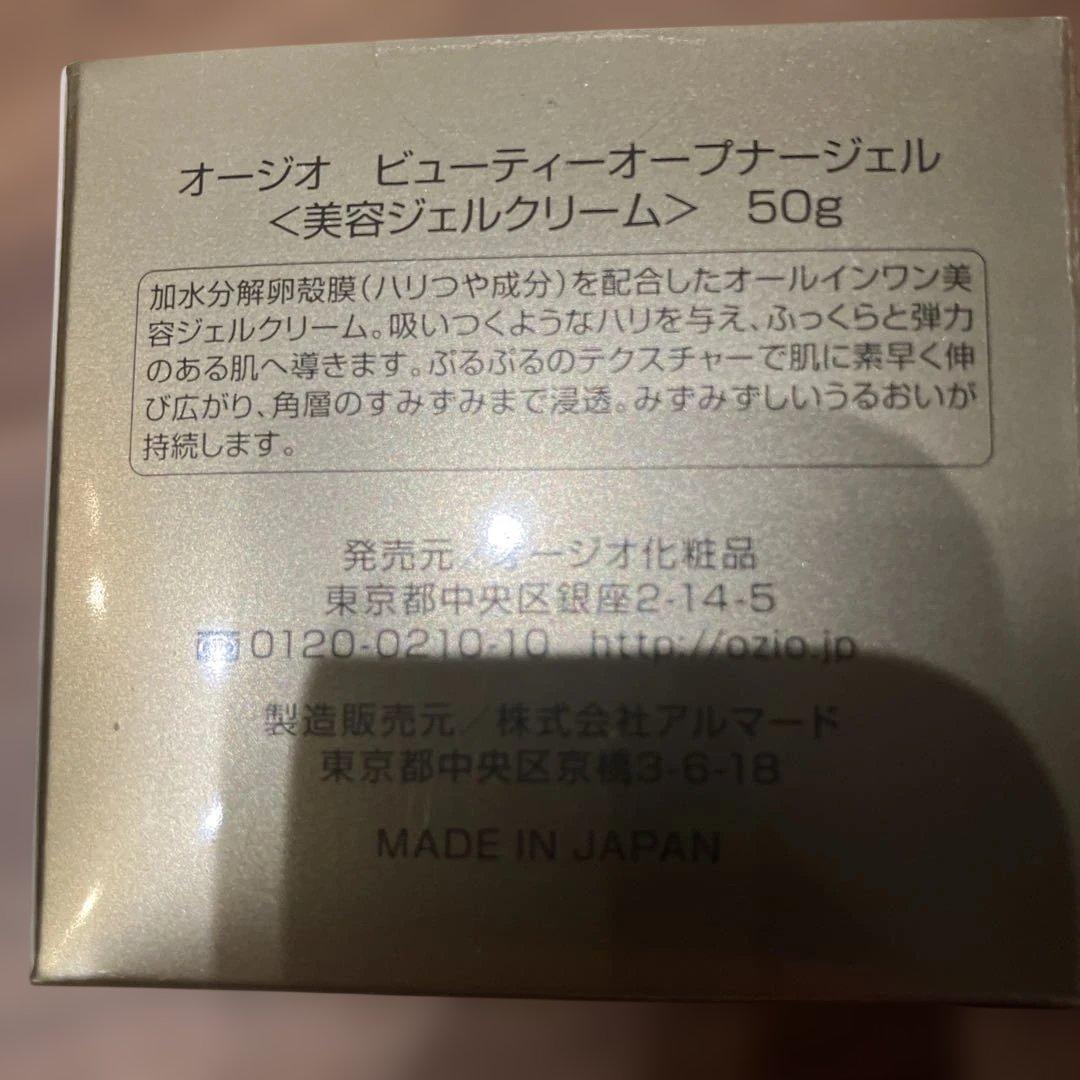 オージオ　ビューティーオープナージェル
＜美容ジェルクリーム＞　50g
加水分解卵殻膜(ハリつや成分)を配合したオールインワン美
容ジェルクリーム。吸いつくようなハリを与え、ふっくらと弾力
のある肌へ導きます。ぷるぷるのテクスチャーで肌に素早く伸
び広がり、角層のすみずみまで浸透。みずみずしいうるおいが
持続します。
発売元／オージオ化粧品
東京都中央区銀座2-14-5
0120-0210-10　http://ozio.jp
製造販売元／株式会社アルマード
東京都中央区京橋3-6-18
MADE IN JAPAN